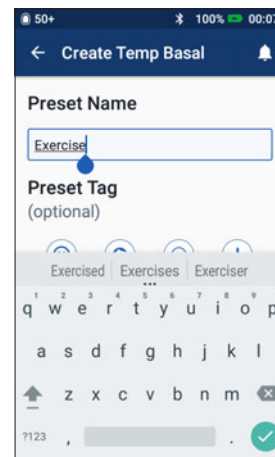 50+ 100% 00:07
Create Temp Basal
Preset Name
Exercise
Preset Tag
(optional)
Exercised Exercises Exerciser
1 2 3 4 5 6 7 8 9
q w e r t y u i o p
a s d f g h j k l
z x c v b n m
?123 , .